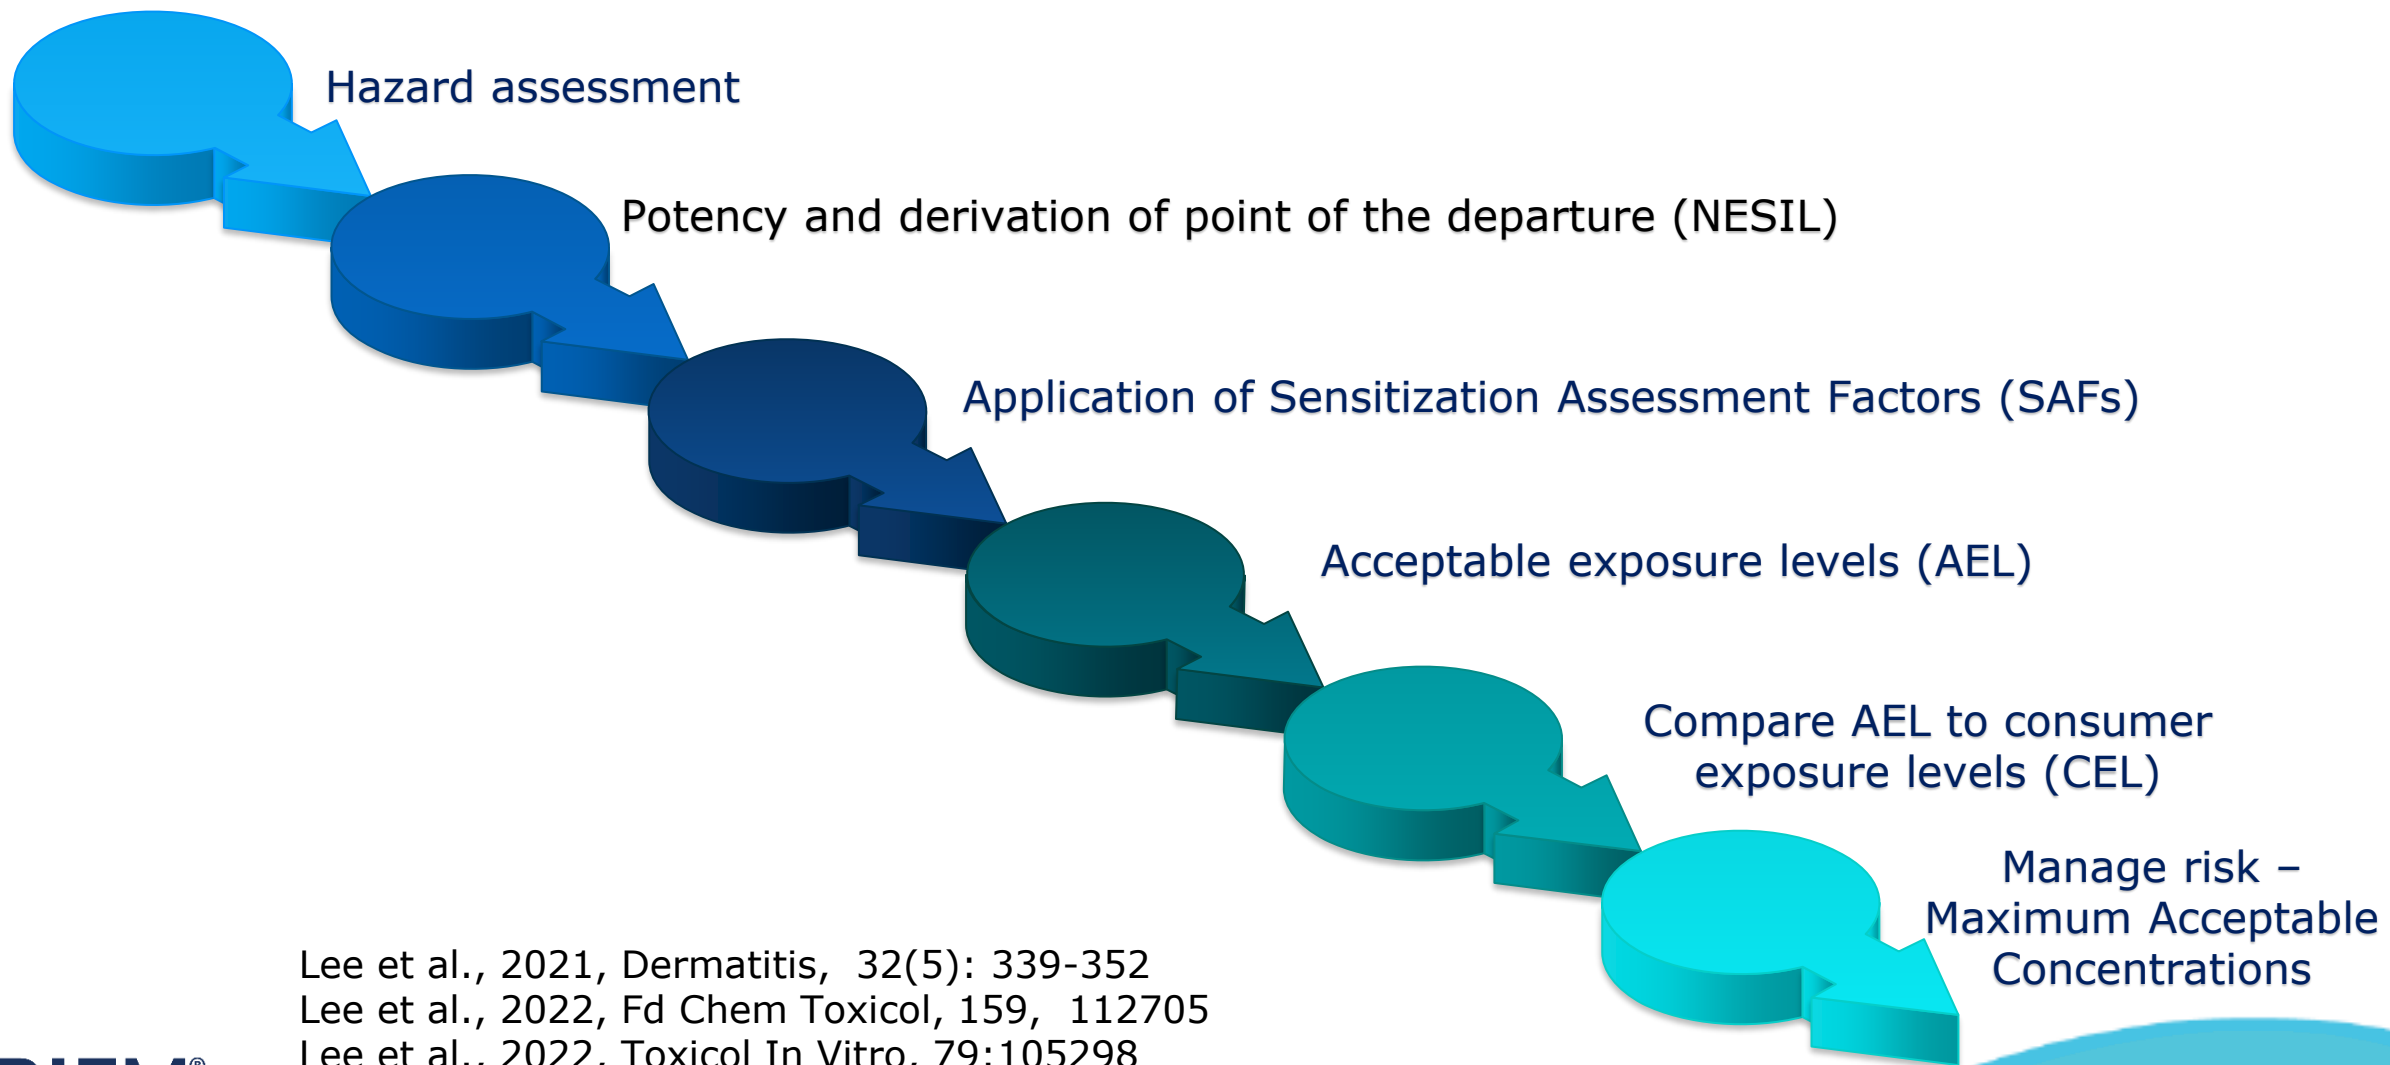 Hazard assessment
Potency and derivation of point of the departure (NESIL)
Application of Sensitization Assessment Factors (SAFs)
Acceptable exposure levels (AEL)
Compare AEL to consumer
exposure levels (CEL)
Manage risk –
Maximum Acceptable
Concentrations
Lee et al., 2021, Dermatitis,  32(5): 339-352
Lee et al., 2022, Fd Chem Toxicol, 159,  112705
Lee et al., 2022, Toxicol In Vitro, 79:105298